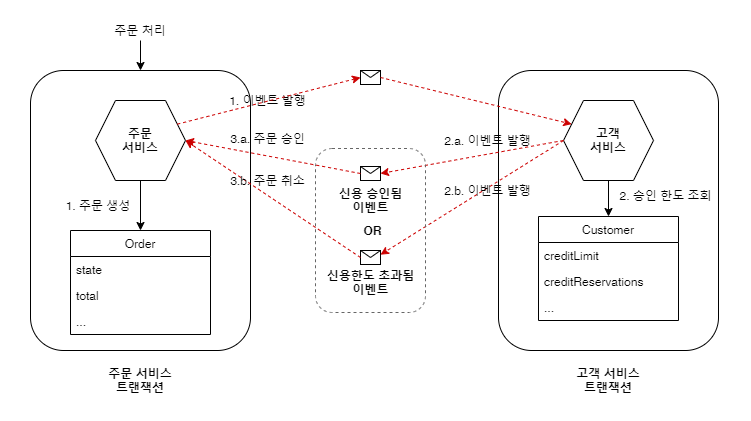 주문 처리
주문
서비스
1. 주문 생성
Order
state
total
...
주문 서비스
트랜잭션
1. 이벤트 발행
3.a. 주문 승인
3.b. 주문 취소
신용 승인됨
이벤트
OR
신용한도 초과됨
이벤트
2.a. 이벤트 발행
2.b. 이벤트 발행
고객
서비스
2. 승인 한도 조회
Customer
creditLimit
creditReservations
...
고객 서비스
트랜잭션